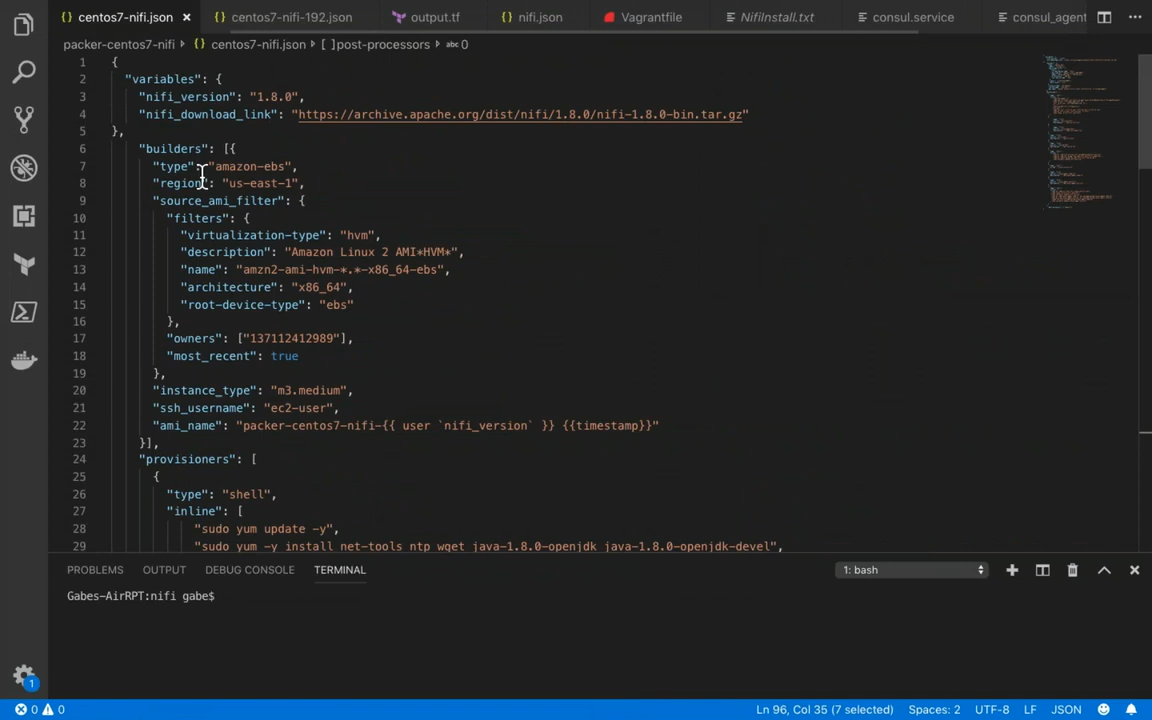 centos7-nifi.json
centos7-nifi-192.json
output.tf
nifi.json
Vagrantfile
NifiInstall.txt
consul.service
consul_agent
packer-centos7-nifi centos7-nifi.json [ ]post-processors abc 0
1 {
2 "variables": {
3 "nifi_version": "1.8.0",
4 "nifi_download_link": "https://archive.apache.org/dist/nifi/1.8.0/nifi-1.8.0-bin.tar.gz"
5 },
6 "builders": [{
7 "type": "amazon-ebs",
8 "region": "us-east-1",
9 "source_ami_filter": {
10 "filters": {
11 "virtualization-type": "hvm",
12 "description": "Amazon Linux 2 AMI*HVM*",
13 "name": "amzn2-ami-hvm-*.*-x86_64-ebs",
14 "architecture": "x86_64",
15 "root-device-type": "ebs"
16 },
17 "owners": ["137112412989"],
18 "most_recent": true
19 },
20 "instance_type": "m3.medium",
21 "ssh_username": "ec2-user",
22 "ami_name": "packer-centos7-nifi-{{ user `nifi_version` }} {{timestamp}}"
23 }],
24 "provisioners": [
25 {
26 "type": "shell",
27 "inline": [
28 "sudo yum update -y",
29 "sudo yum -y install net-tools ntp wget java-1.8.0-openjdk java-1.8.0-openjdk-devel",
PROBLEMS OUTPUT DEBUG CONSOLE TERMINAL 1: bash
Gabes-AirRPT:nifi gabe$
1
0 0 Ln 96, Col 35 (7 selected) Spaces: 2 UTF-8 LF JSON